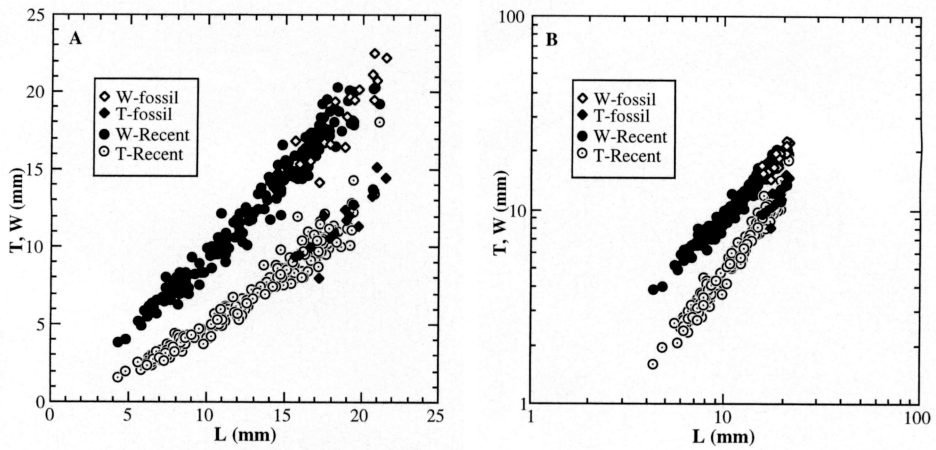 A
25
20
15
10
5
0
T, W (mm)
W-fossil
T-fossil
W-Recent
T-Recent
0 5 10 15 20 25
L (mm)
B
100
10
1
T, W (mm)
W-fossil
T-fossil
W-Recent
T-Recent
1 10 100
L (mm)